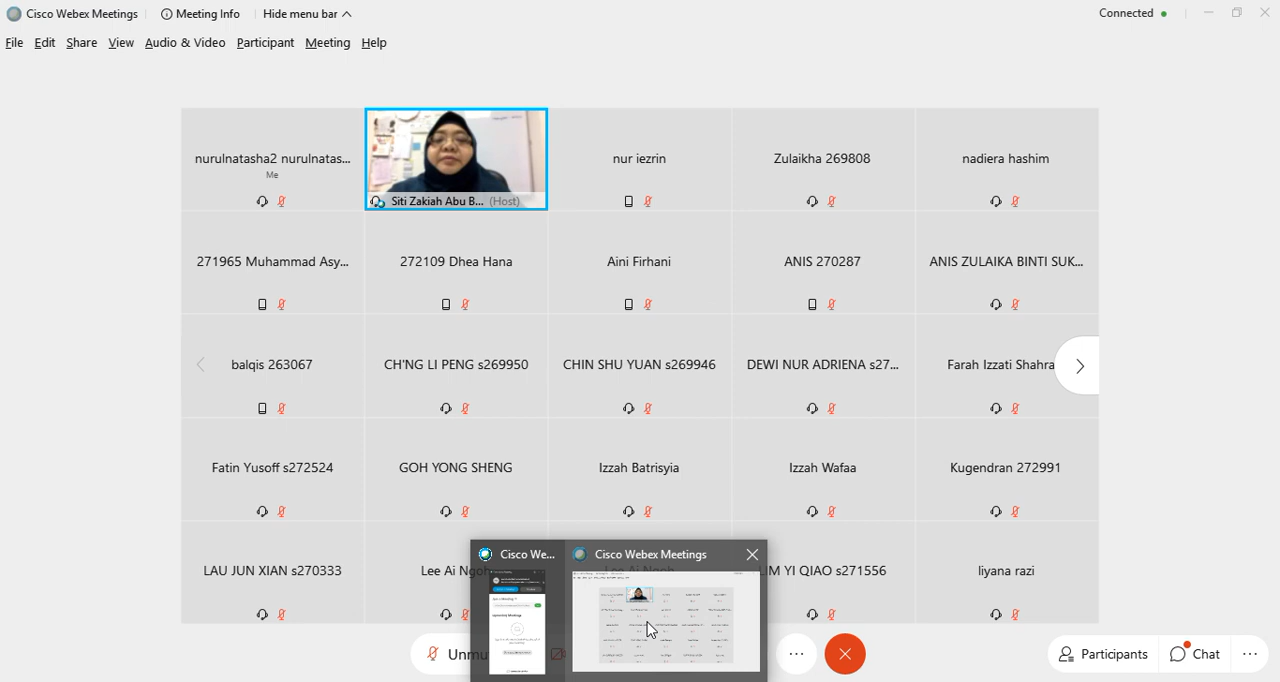 Cisco Webex Meetings Meeting Info Hide menu bar Connected
File Edit Share View Audio & Video Participant Meeting Help
nurulnatasha2 nurulnatas...
Me
Siti Zakiah Abu B... (Host)
nur iezrin
Zulaikha 269808
nadiera hashim
271965 Muhammad Asy...
272109 Dhea Hana
Aini Firhani
ANIS 270287
ANIS ZULAIKA BINTI SUK...
balqis 263067
CH'NG LI PENG s269950
CHIN SHU YUAN s269946
DEWI NUR ADRIENA s27...
Farah Izzati Shahra
Fatin Yusoff s272524
GOH YONG SHENG
Izzah Batrisyia
Izzah Wafaa
Kugendran 272991
LAU JUN XIAN s270333
Lee Ai Ngoh
LIM YI QIAO s271556
liyana razi
Cisco We...
Cisco Webex Meetings
Unmu
Participants
Chat